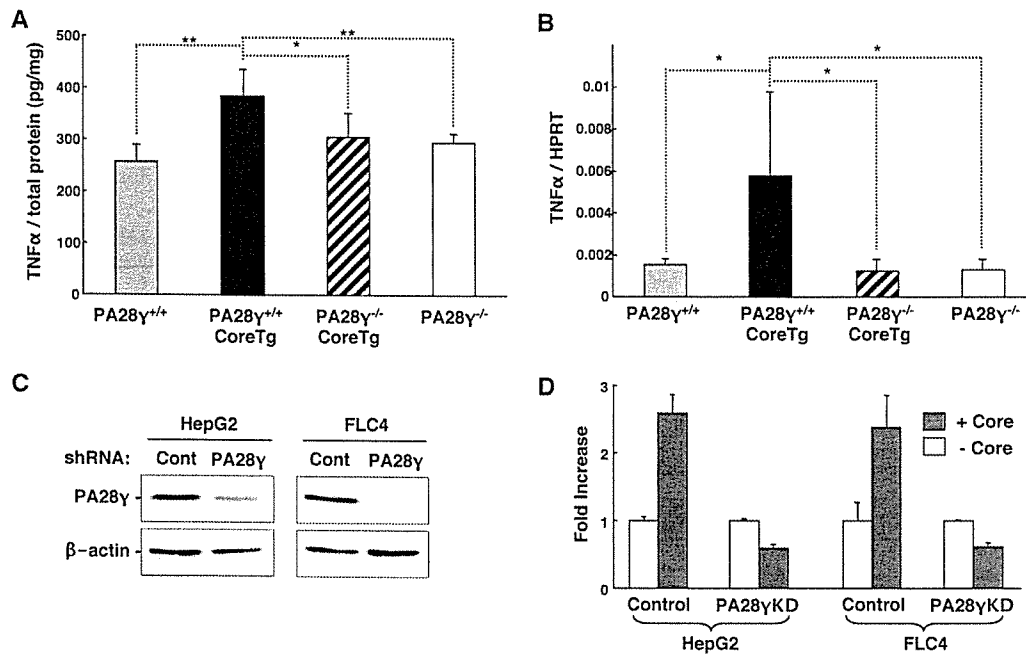 A
TNFα / total protein (pg/mg)
500
400
300
200
100
0
**
*
**
PA28γ+/+
PA28γ+/+
CoreTg
PA28γ-/-
CoreTg
PA28γ-/-
B
TNFα / HPRT
0.01
0.008
0.006
0.004
0.002
0
*
*
*
PA28γ+/+
PA28γ+/+
CoreTg
PA28γ-/-
CoreTg
PA28γ-/-
C
HepG2
FLC4
shRNA: Cont PA28γ Cont PA28γ
PA28γ
β-actin
D
Fold Increase
3
2
1
0
+ Core
- Core
Control PA28γKD Control PA28γKD
HepG2
FLC4